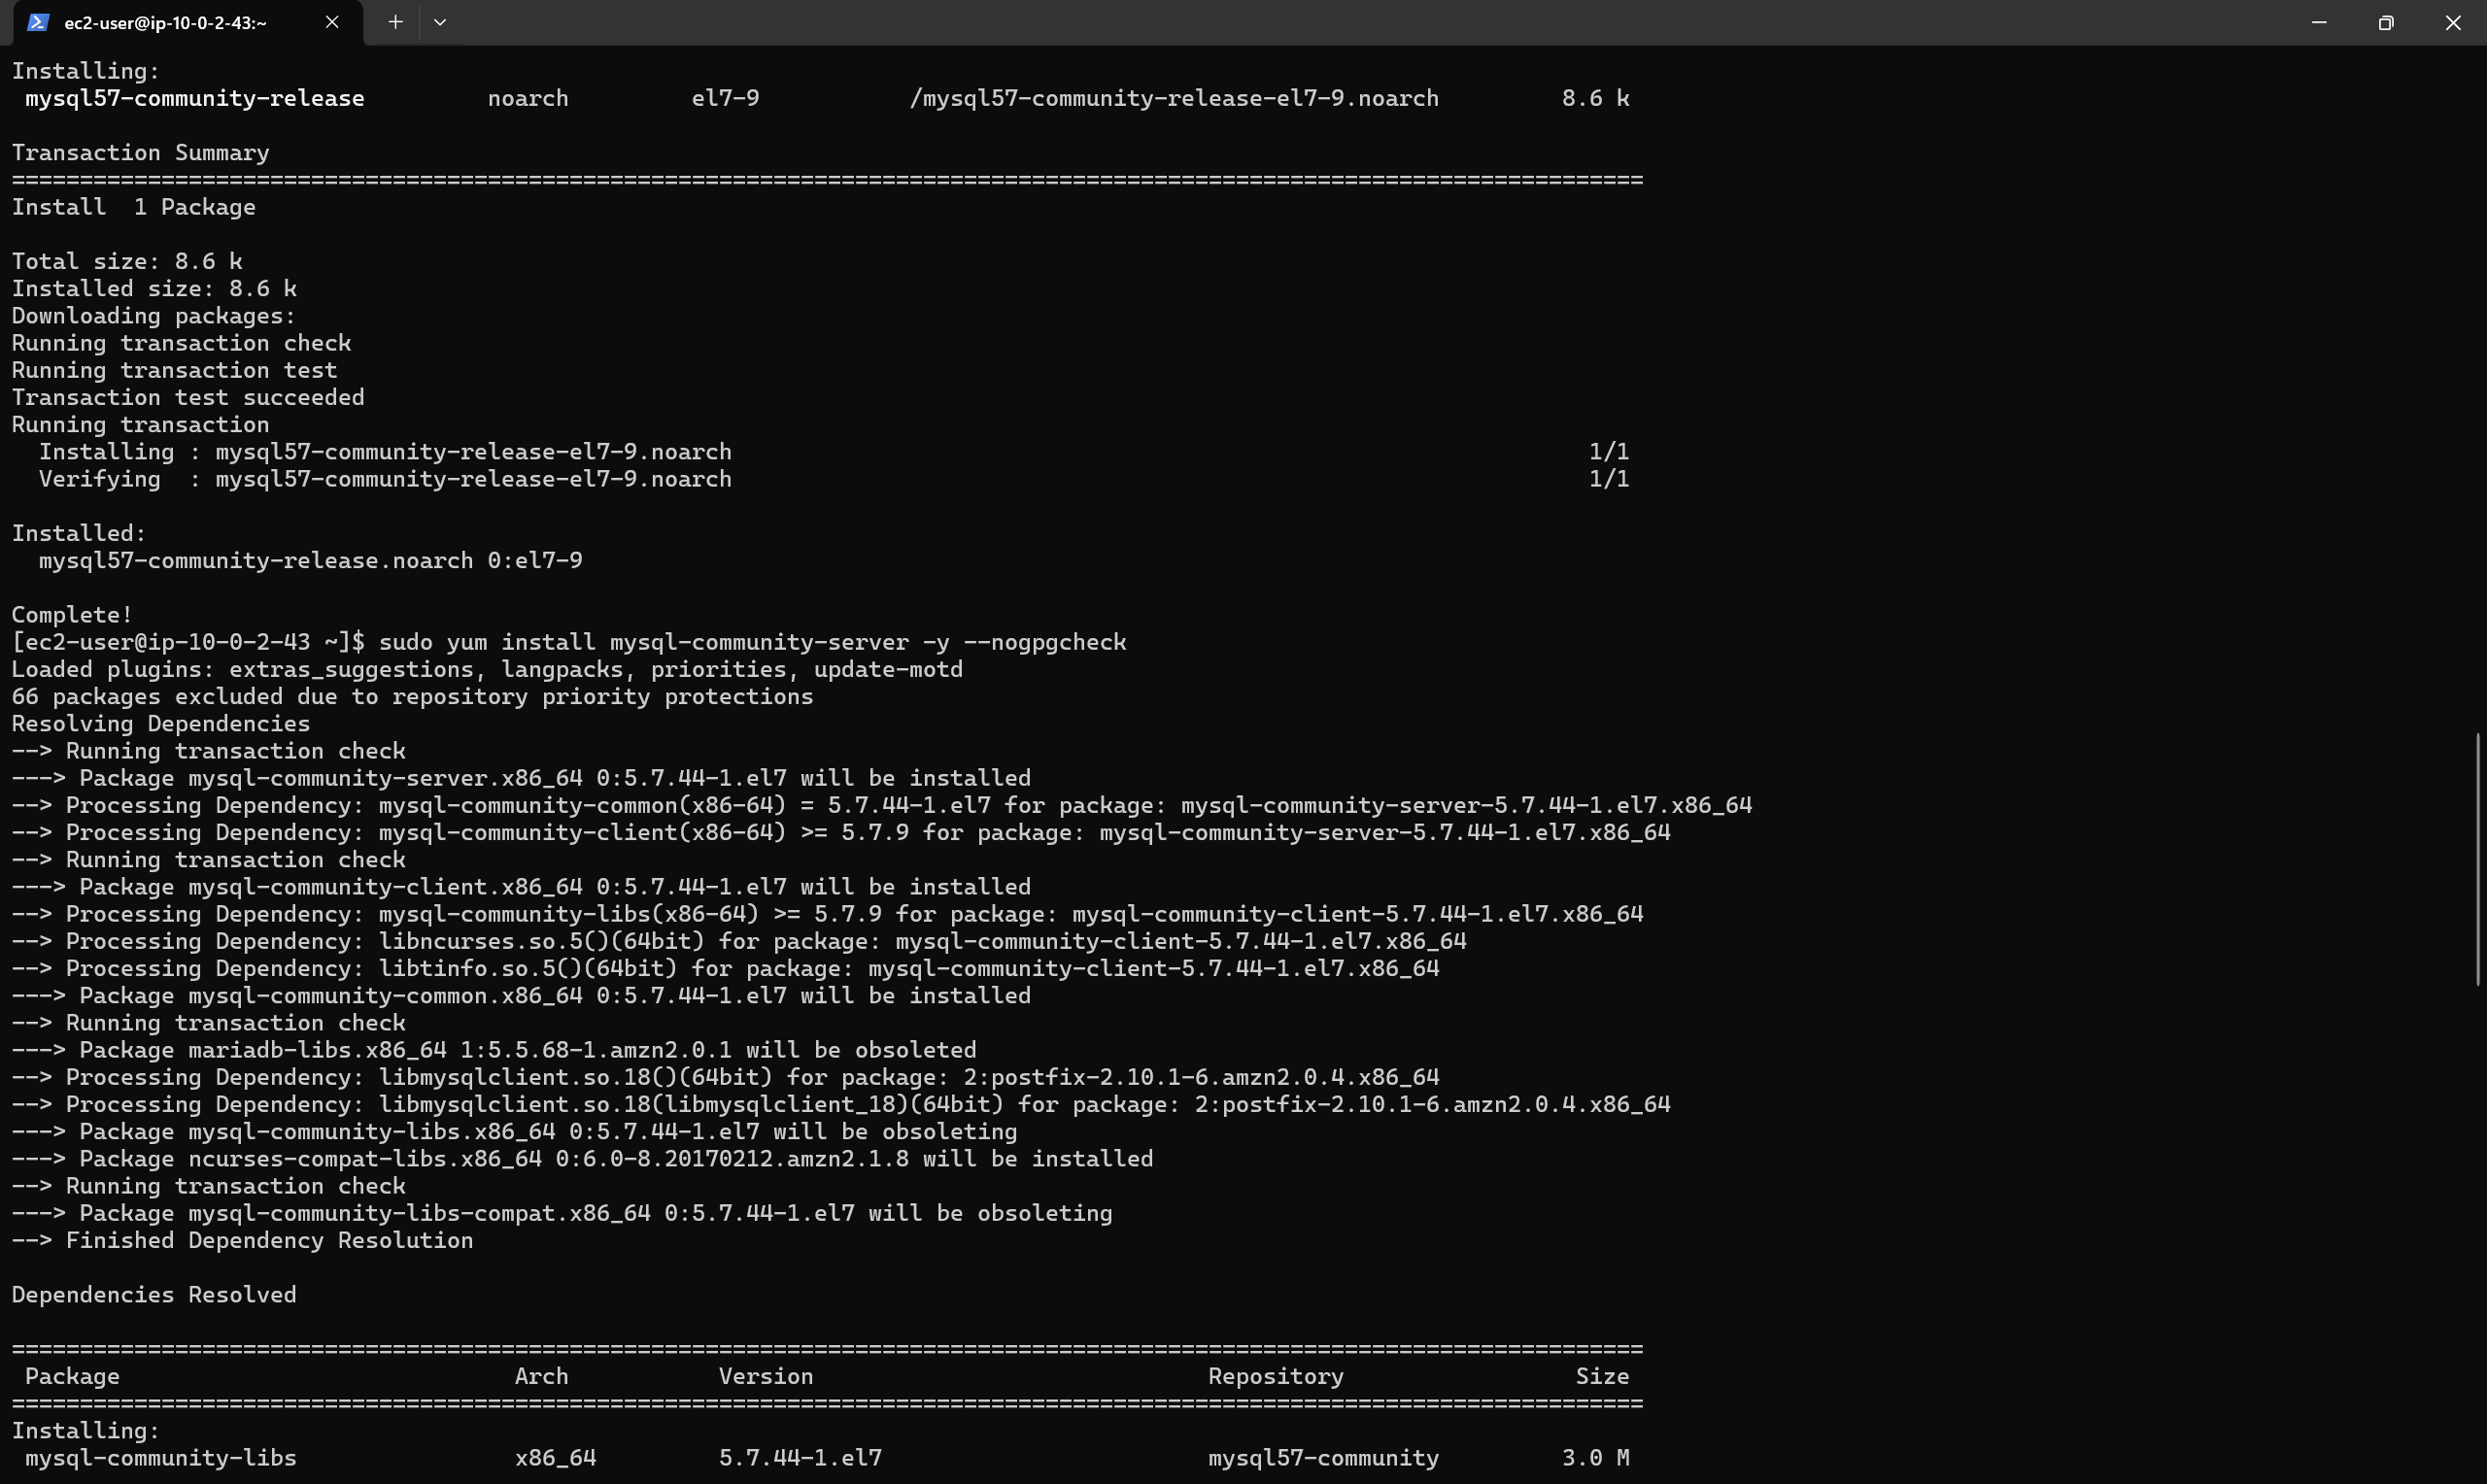 ec2-user@ip-10-0-2-43:~
Installing:
mysql57-community-release noarch el7-9 /mysql57-community-release-el7-9.noarch 8.6 k
Transaction Summary
========================================================================================================================
Install  1 Package
Total size: 8.6 k
Installed size: 8.6 k
Downloading packages:
Running transaction check
Running transaction test
Transaction test succeeded
Running transaction
  Installing : mysql57-community-release-el7-9.noarch 1/1
  Verifying  : mysql57-community-release-el7-9.noarch 1/1
Installed:
  mysql57-community-release.noarch 0:el7-9
Complete!
[ec2-user@ip-10-0-2-43 ~]$ sudo yum install mysql-community-server -y --nogpgcheck
Loaded plugins: extras_suggestions, langpacks, priorities, update-motd
66 packages excluded due to repository priority protections
Resolving Dependencies
--> Running transaction check
---> Package mysql-community-server.x86_64 0:5.7.44-1.el7 will be installed
--> Processing Dependency: mysql-community-common(x86-64) = 5.7.44-1.el7 for package: mysql-community-server-5.7.44-1.el7.x86_64
--> Processing Dependency: mysql-community-client(x86-64) >= 5.7.9 for package: mysql-community-server-5.7.44-1.el7.x86_64
--> Running transaction check
---> Package mysql-community-client.x86_64 0:5.7.44-1.el7 will be installed
--> Processing Dependency: mysql-community-libs(x86-64) >= 5.7.9 for package: mysql-community-client-5.7.44-1.el7.x86_64
--> Processing Dependency: libncurses.so.5()(64bit) for package: mysql-community-client-5.7.44-1.el7.x86_64
--> Processing Dependency: libtinfo.so.5()(64bit) for package: mysql-community-client-5.7.44-1.el7.x86_64
---> Package mysql-community-common.x86_64 0:5.7.44-1.el7 will be installed
--> Running transaction check
---> Package mariadb-libs.x86_64 1:5.5.68-1.amzn2.0.1 will be obsoleted
--> Processing Dependency: libmysqlclient.so.18()(64bit) for package: 2:postfix-2.10.1-6.amzn2.0.4.x86_64
--> Processing Dependency: libmysqlclient.so.18(libmysqlclient_18)(64bit) for package: 2:postfix-2.10.1-6.amzn2.0.4.x86_64
---> Package mysql-community-libs.x86_64 0:5.7.44-1.el7 will be obsoleting
---> Package ncurses-compat-libs.x86_64 0:6.0-8.20170212.amzn2.1.8 will be installed
--> Running transaction check
---> Package mysql-community-libs-compat.x86_64 0:5.7.44-1.el7 will be obsoleting
--> Finished Dependency Resolution
Dependencies Resolved
========================================================================================================================
Package Arch Version Repository Size
========================================================================================================================
Installing:
mysql-community-libs x86_64 5.7.44-1.el7 mysql57-community 3.0 M